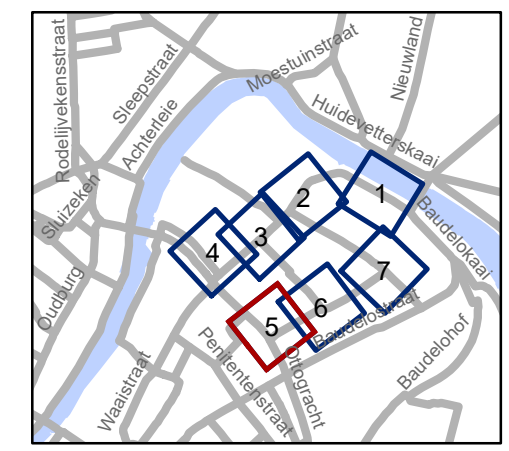 Rodelijvekensstraat
Sleepstraat
Moestuinstraat
Nieuwland
Achterleie
Huidevetterskaai
Sluizeken
1
2
3
4
7
Baudelokaai
Oudburg
5
6
Baudelostraat
Waaistraat
Penitentenstraat
Ottogracht
Baudelohof